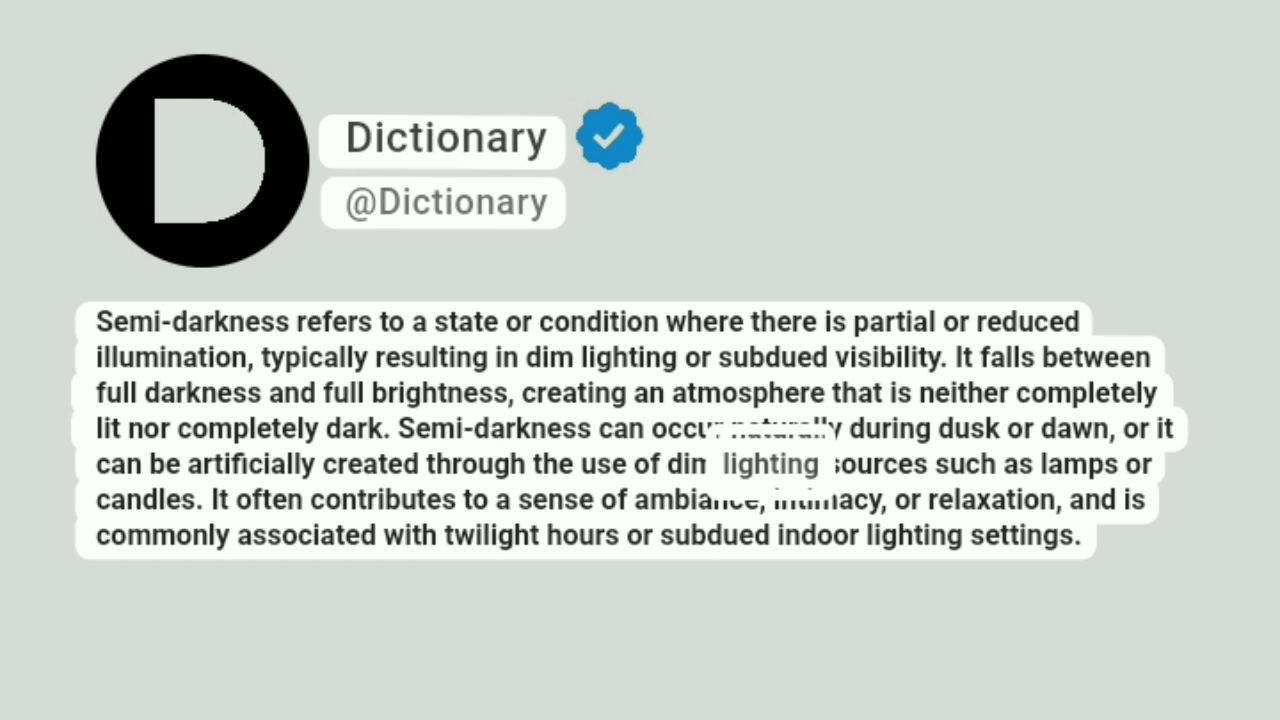 D
Dictionary
@Dictionary
Semi-darkness refers to a state or condition where there is partial or reduced
illumination, typically resulting in dim lighting or subdued visibility. It falls between
full darkness and full brightness, creating an atmosphere that is neither completely
lit nor completely dark. Semi-darkness can occur naturally during dusk or dawn, or it
can be artificially created through the use of dim lighting sources such as lamps or
candles. It often contributes to a sense of ambiance, intimacy, or relaxation, and is
commonly associated with twilight hours or subdued indoor lighting settings.